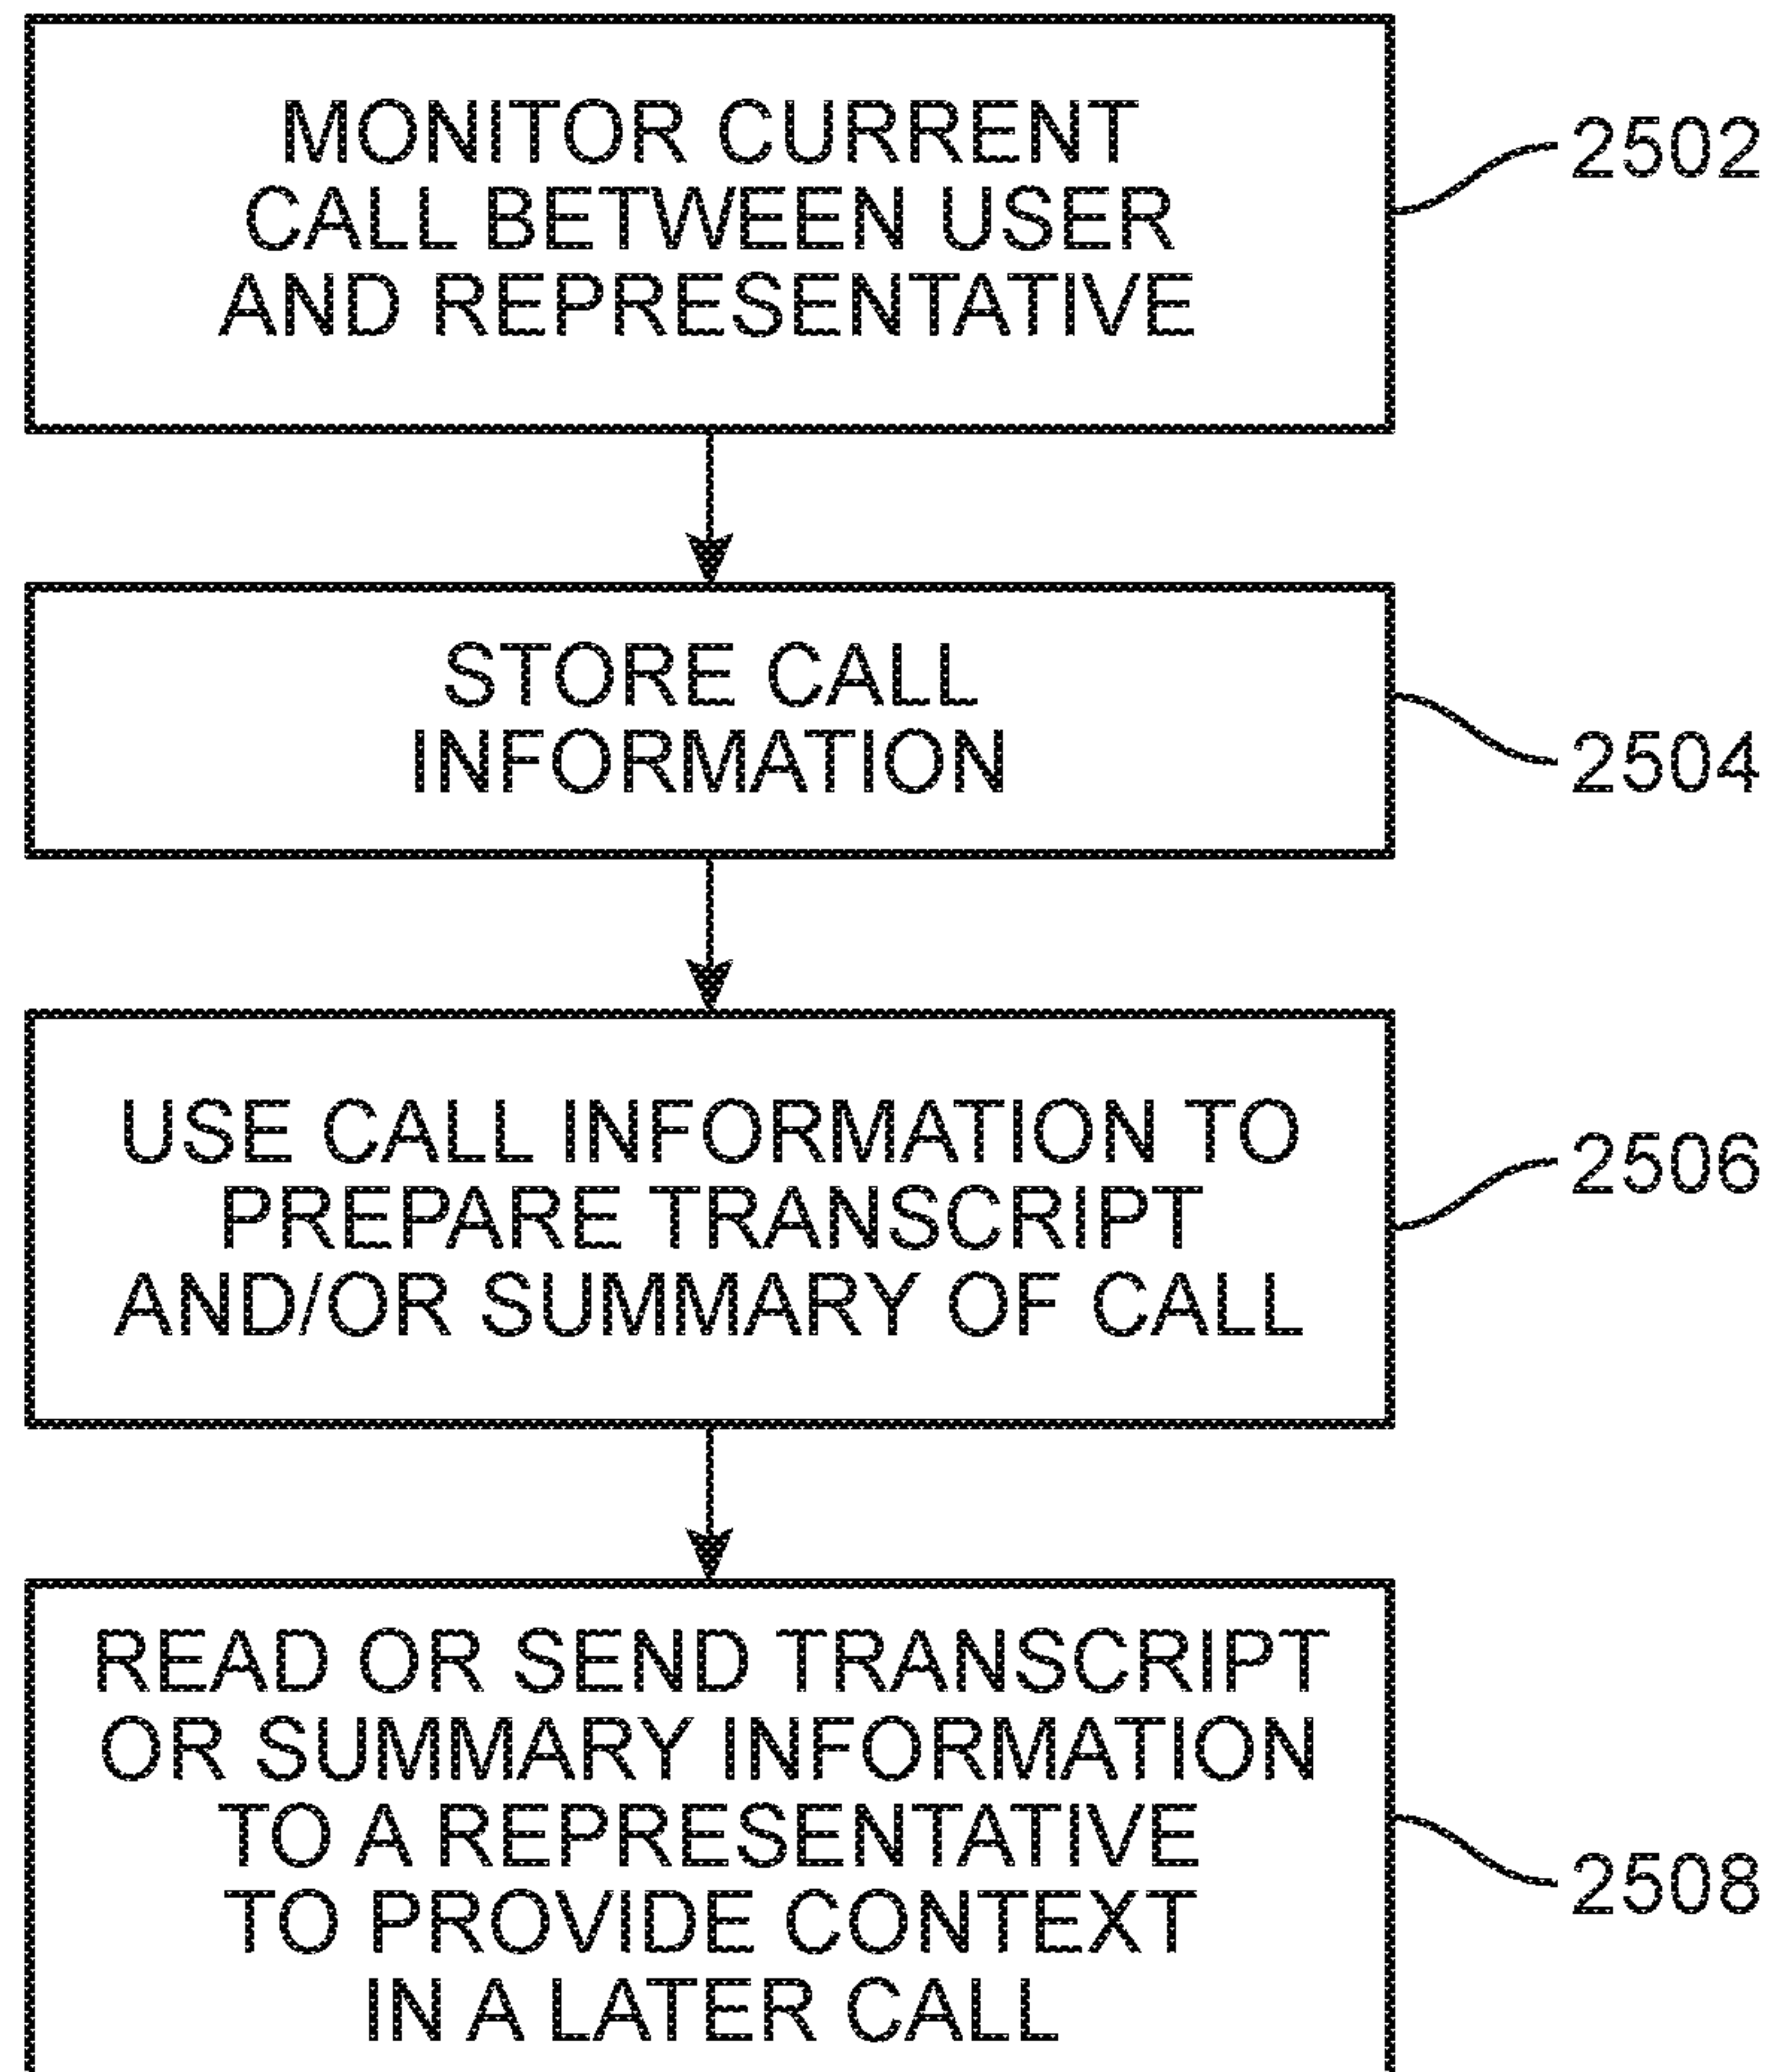 MONITOR CURRENT
CALL BETWEEN USER
AND REPRESENTATIVE
2502
STORE CALL
INFORMATION
2504
USE CALL INFORMATION TO
PREPARE TRANSCRIPT
AND/OR SUMMARY OF CALL
2506
READ OR SEND TRANSCRIPT
OR SUMMARY INFORMATION
TO A REPRESENTATIVE
TO PROVIDE CONTEXT
IN A LATER CALL
2508